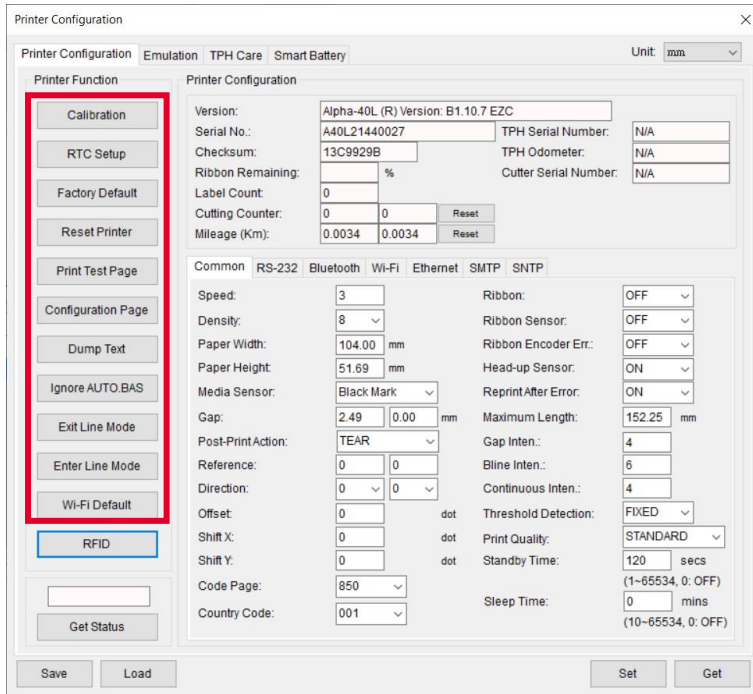 Printer Configuration
Printer Configuration Emulation TPH Care Smart Battery Unit: mm
Printer Function
Calibration
RTC Setup
Factory Default
Reset Printer
Print Test Page
Configuration Page
Dump Text
Ignore AUTO.BAS
Exit Line Mode
Enter Line Mode
Wi-Fi Default
RFID
Get Status
Printer Configuration
Version: Alpha-40L (R) Version: B1.10.7 EZC
Serial No.: A40L21440027 TPH Serial Number: N/A
Checksum: 13C9929B TPH Odometer: N/A
Ribbon Remaining: % Cutter Serial Number: N/A
Label Count: 0
Cutting Counter: 0 0 Reset
Mileage (Km): 0.0034 0.0034 Reset
Common RS-232 Bluetooth Wi-Fi Ethernet SMTP SNTP
Speed: 3 Ribbon: OFF
Density: 8 Ribbon Sensor: OFF
Paper Width: 104.00 mm Ribbon Encoder Err.: OFF
Paper Height: 51.69 mm Head-up Sensor: ON
Media Sensor: Black Mark Reprint After Error: ON
Gap: 2.49 0.00 mm Maximum Length: 152.25 mm
Post-Print Action: TEAR Gap Inten.: 4
Reference: 0 0 Bline Inten.: 6
Direction: 0 0 Continuous Inten.: 4
Offset: 0 dot Threshold Detection: FIXED
Shift X: 0 dot Print Quality: STANDARD
Shift Y: 0 dot Standby Time: 120 secs
(1~65534, 0: OFF)
Code Page: 850 Sleep Time: 0 mins
Country Code: 001 (10~65534, 0: OFF)
Save Load Set Get